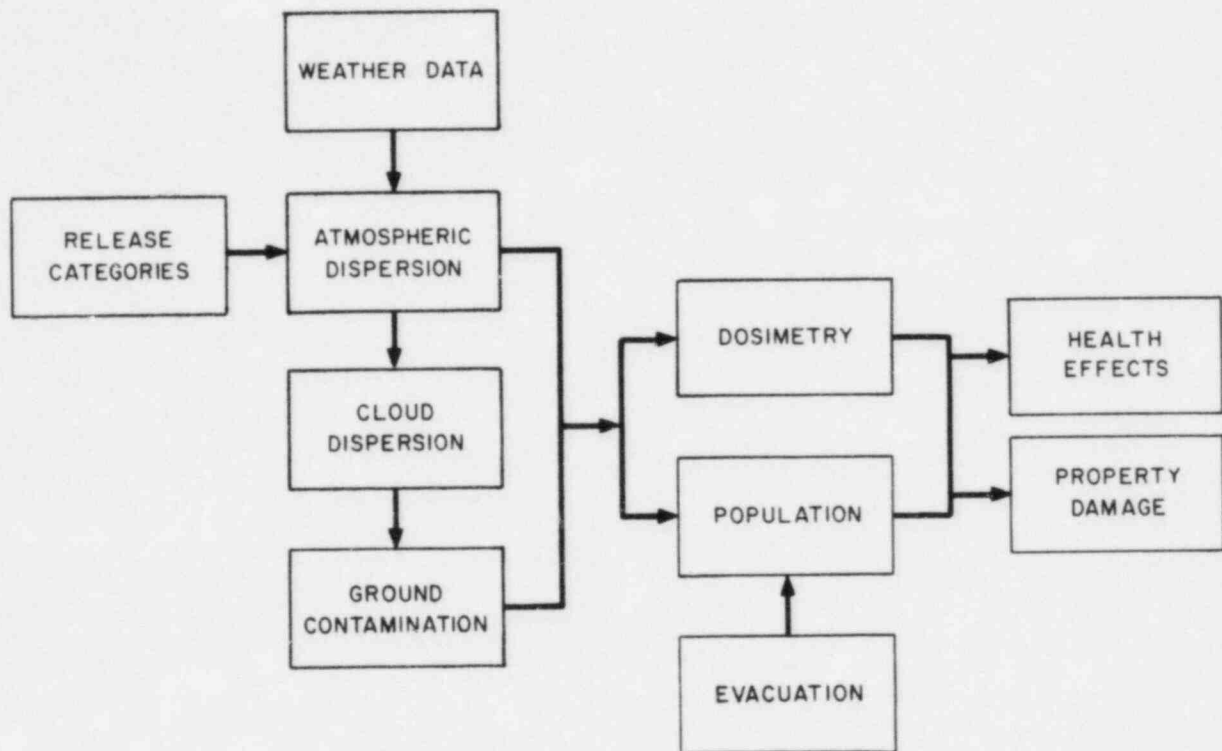 WEATHER DATA
RELEASE
CATEGORIES
ATMOSPHERIC
DISPERSION
CLOUD
DISPERSION
GROUND
CONTAMINATION
DOSIMETRY
POPULATION
EVACUATION
HEALTH
EFFECTS
PROPERTY
DAMAGE